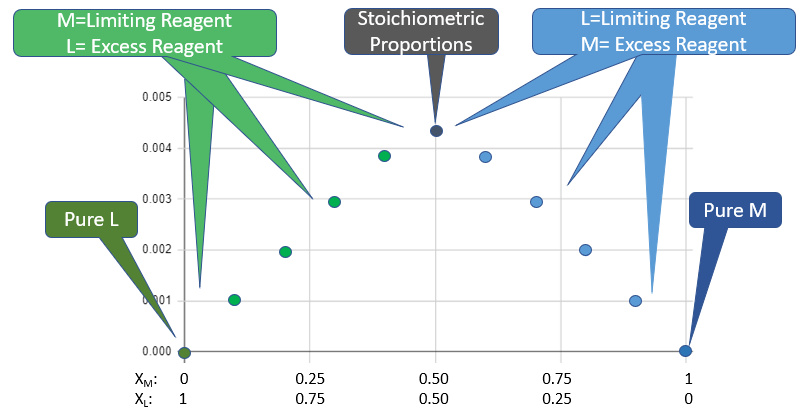 M=Limiting Reagent
L= Excess Reagent
Stoichiometric
Proportions
L=Limiting Reagent
M= Excess Reagent
0.005
0.004
0.003
0.002
0.001
0.000
Pure L
Pure M
XM: 0 0.25 0.50 0.75 1
XL: 1 0.75 0.50 0.25 0